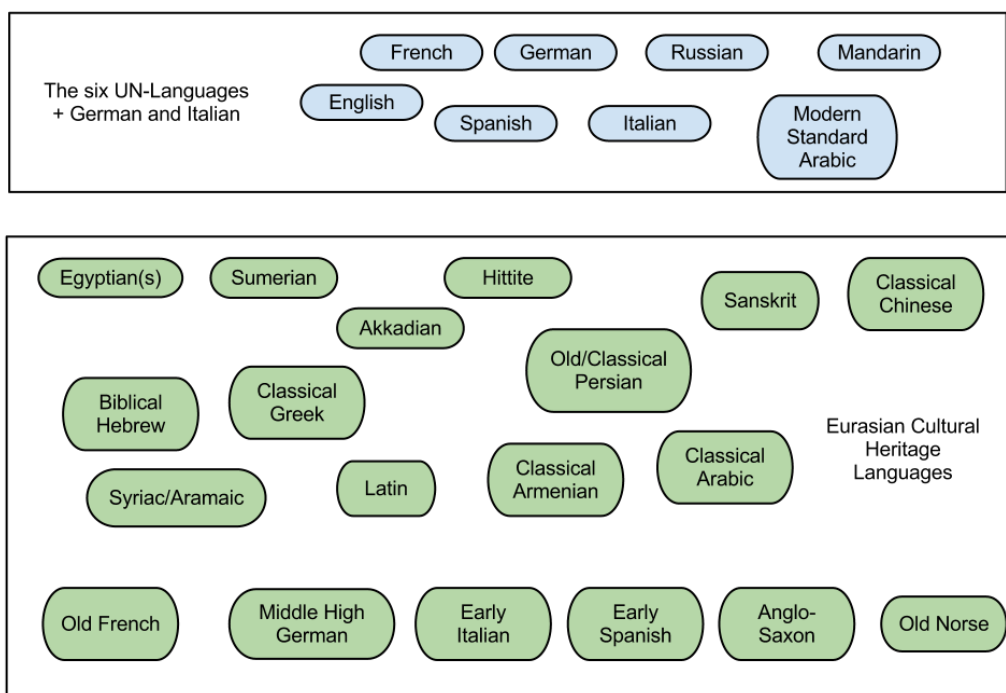 French
German
Russian
Mandarin
The six UN-Languages
+ German and Italian
English
Spanish
Italian
Modern
Standard
Arabic
Egyptian(s)
Sumerian
Hittite
Sanskrit
Classical
Chinese
Akkadian
Old/Classical
Persian
Biblical
Hebrew
Classical
Greek
Eurasian Cultural
Heritage
Languages
Syriac/Aramaic
Latin
Classical
Armenian
Classical
Arabic
Old French
Middle High
German
Early
Italian
Early
Spanish
Anglo-
Saxon
Old Norse